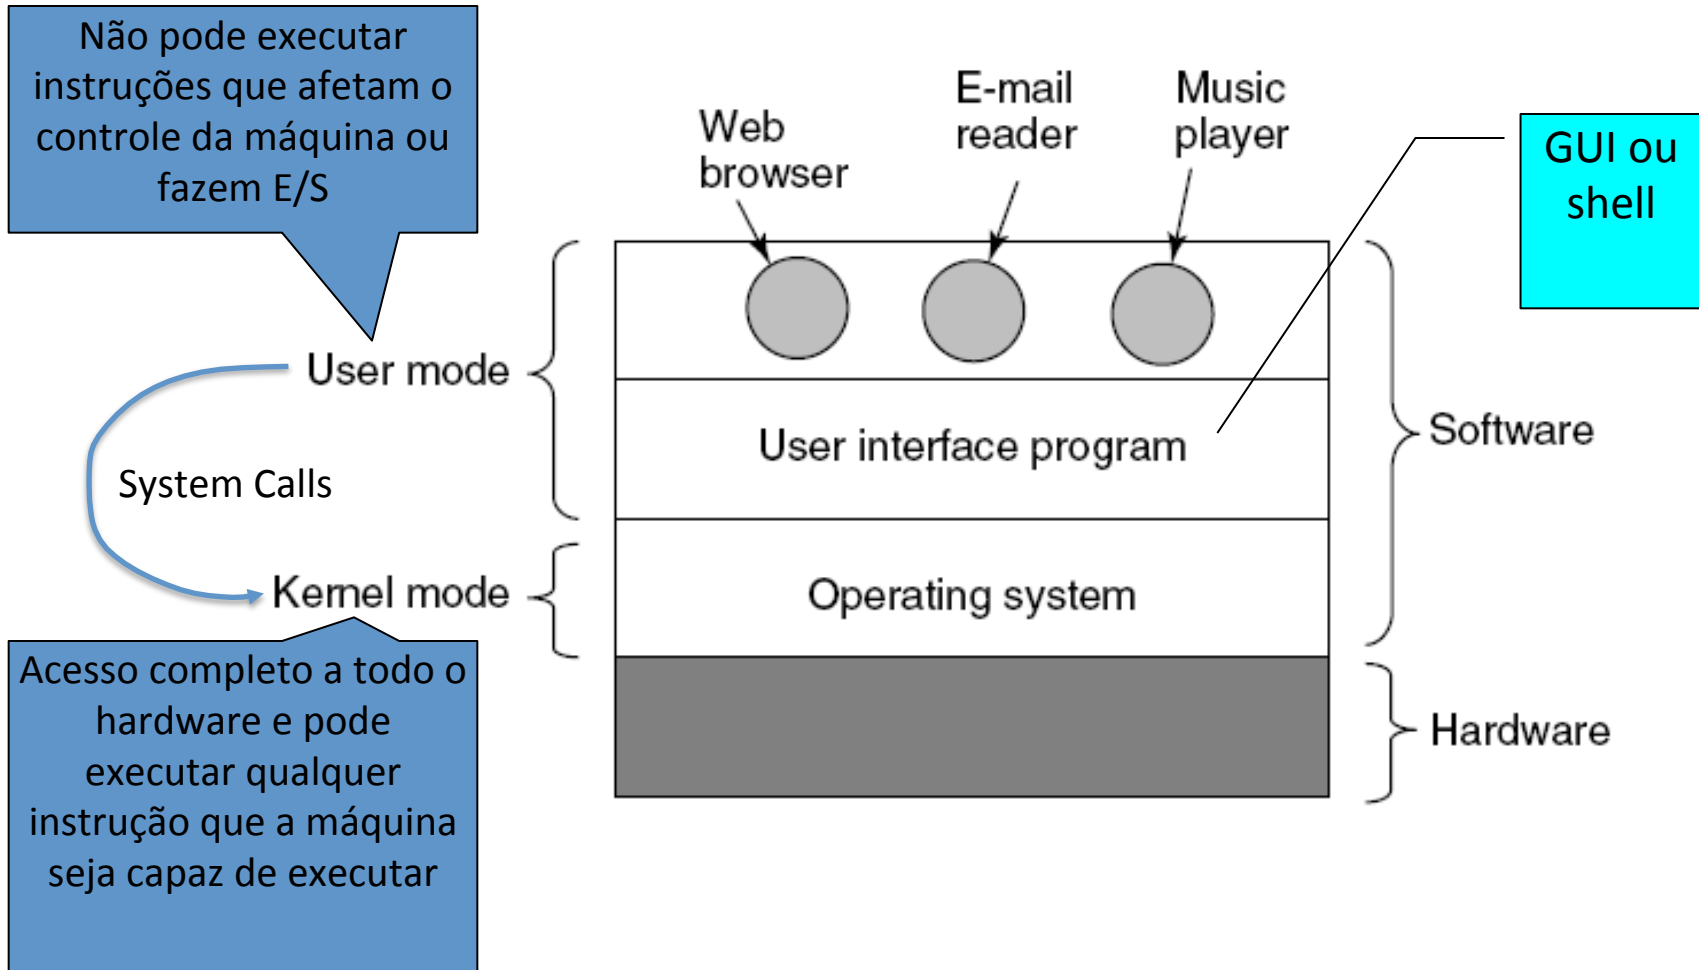 Não pode executar
instruções que afetam o
controle da máquina ou
fazem E/S
Web
browser
E-mail
reader
Music
player
GUI ou
shell
User mode
User interface program
Software
System Calls
Kernel mode
Operating system
Acesso completo a todo o
hardware e pode
executar qualquer
instrução que a máquina
seja capaz de executar
Hardware